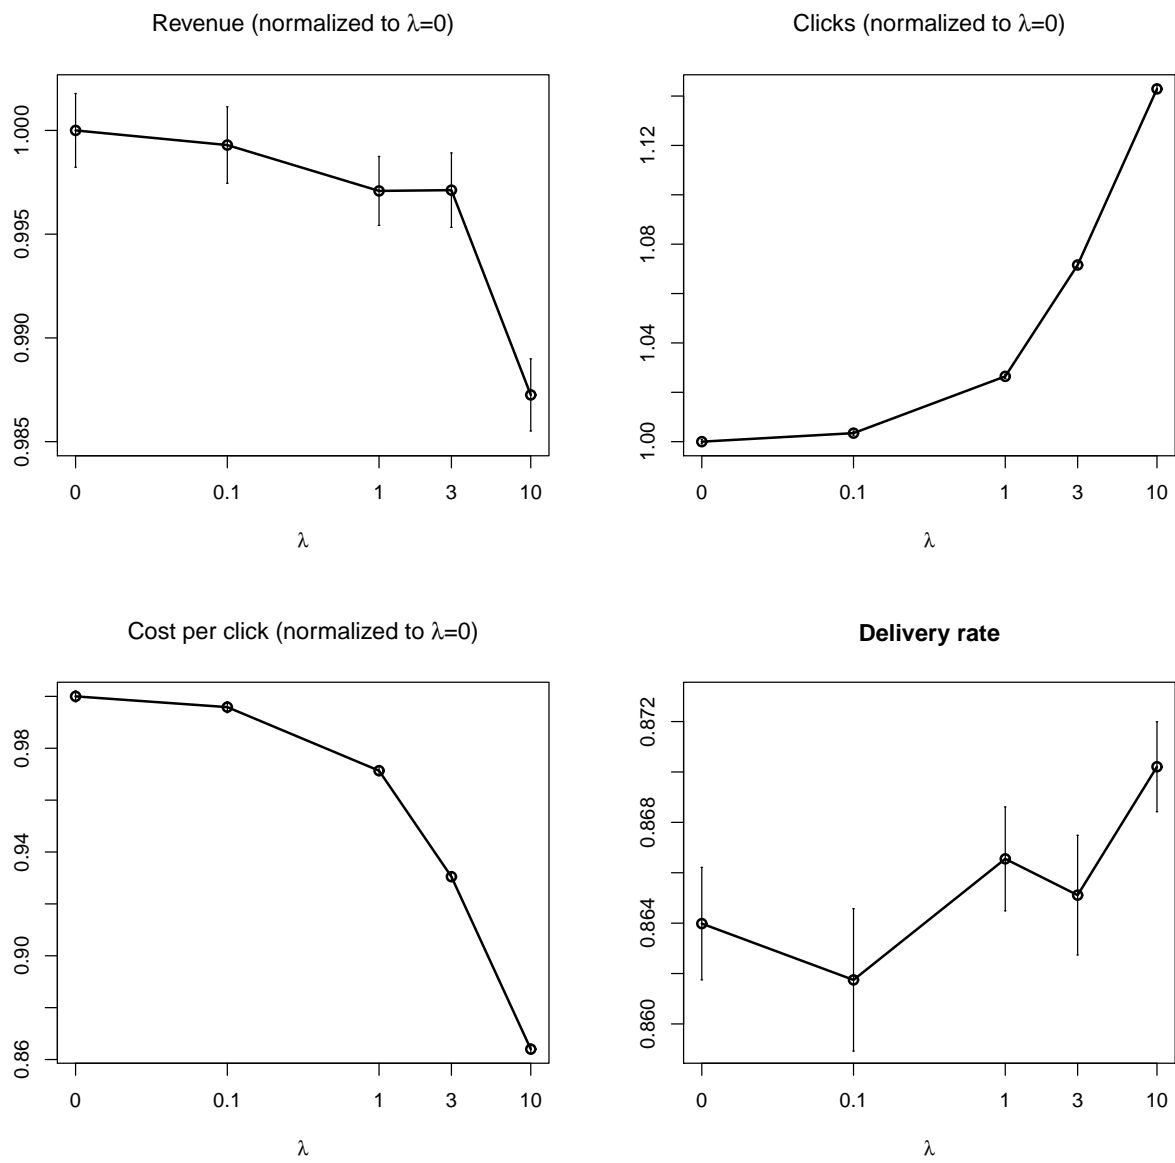 Revenue (normalized to λ=0)
1.000
0.995
0.990
0.985
0 0.1 1 3 10
λ
Clicks (normalized to λ=0)
1.12
1.08
1.04
1.00
0 0.1 1 3 10
λ
Cost per click (normalized to λ=0)
0.98
0.94
0.90
0.86
0 0.1 1 3 10
λ
Delivery rate
0.872
0.868
0.864
0.860
0 0.1 1 3 10
λ